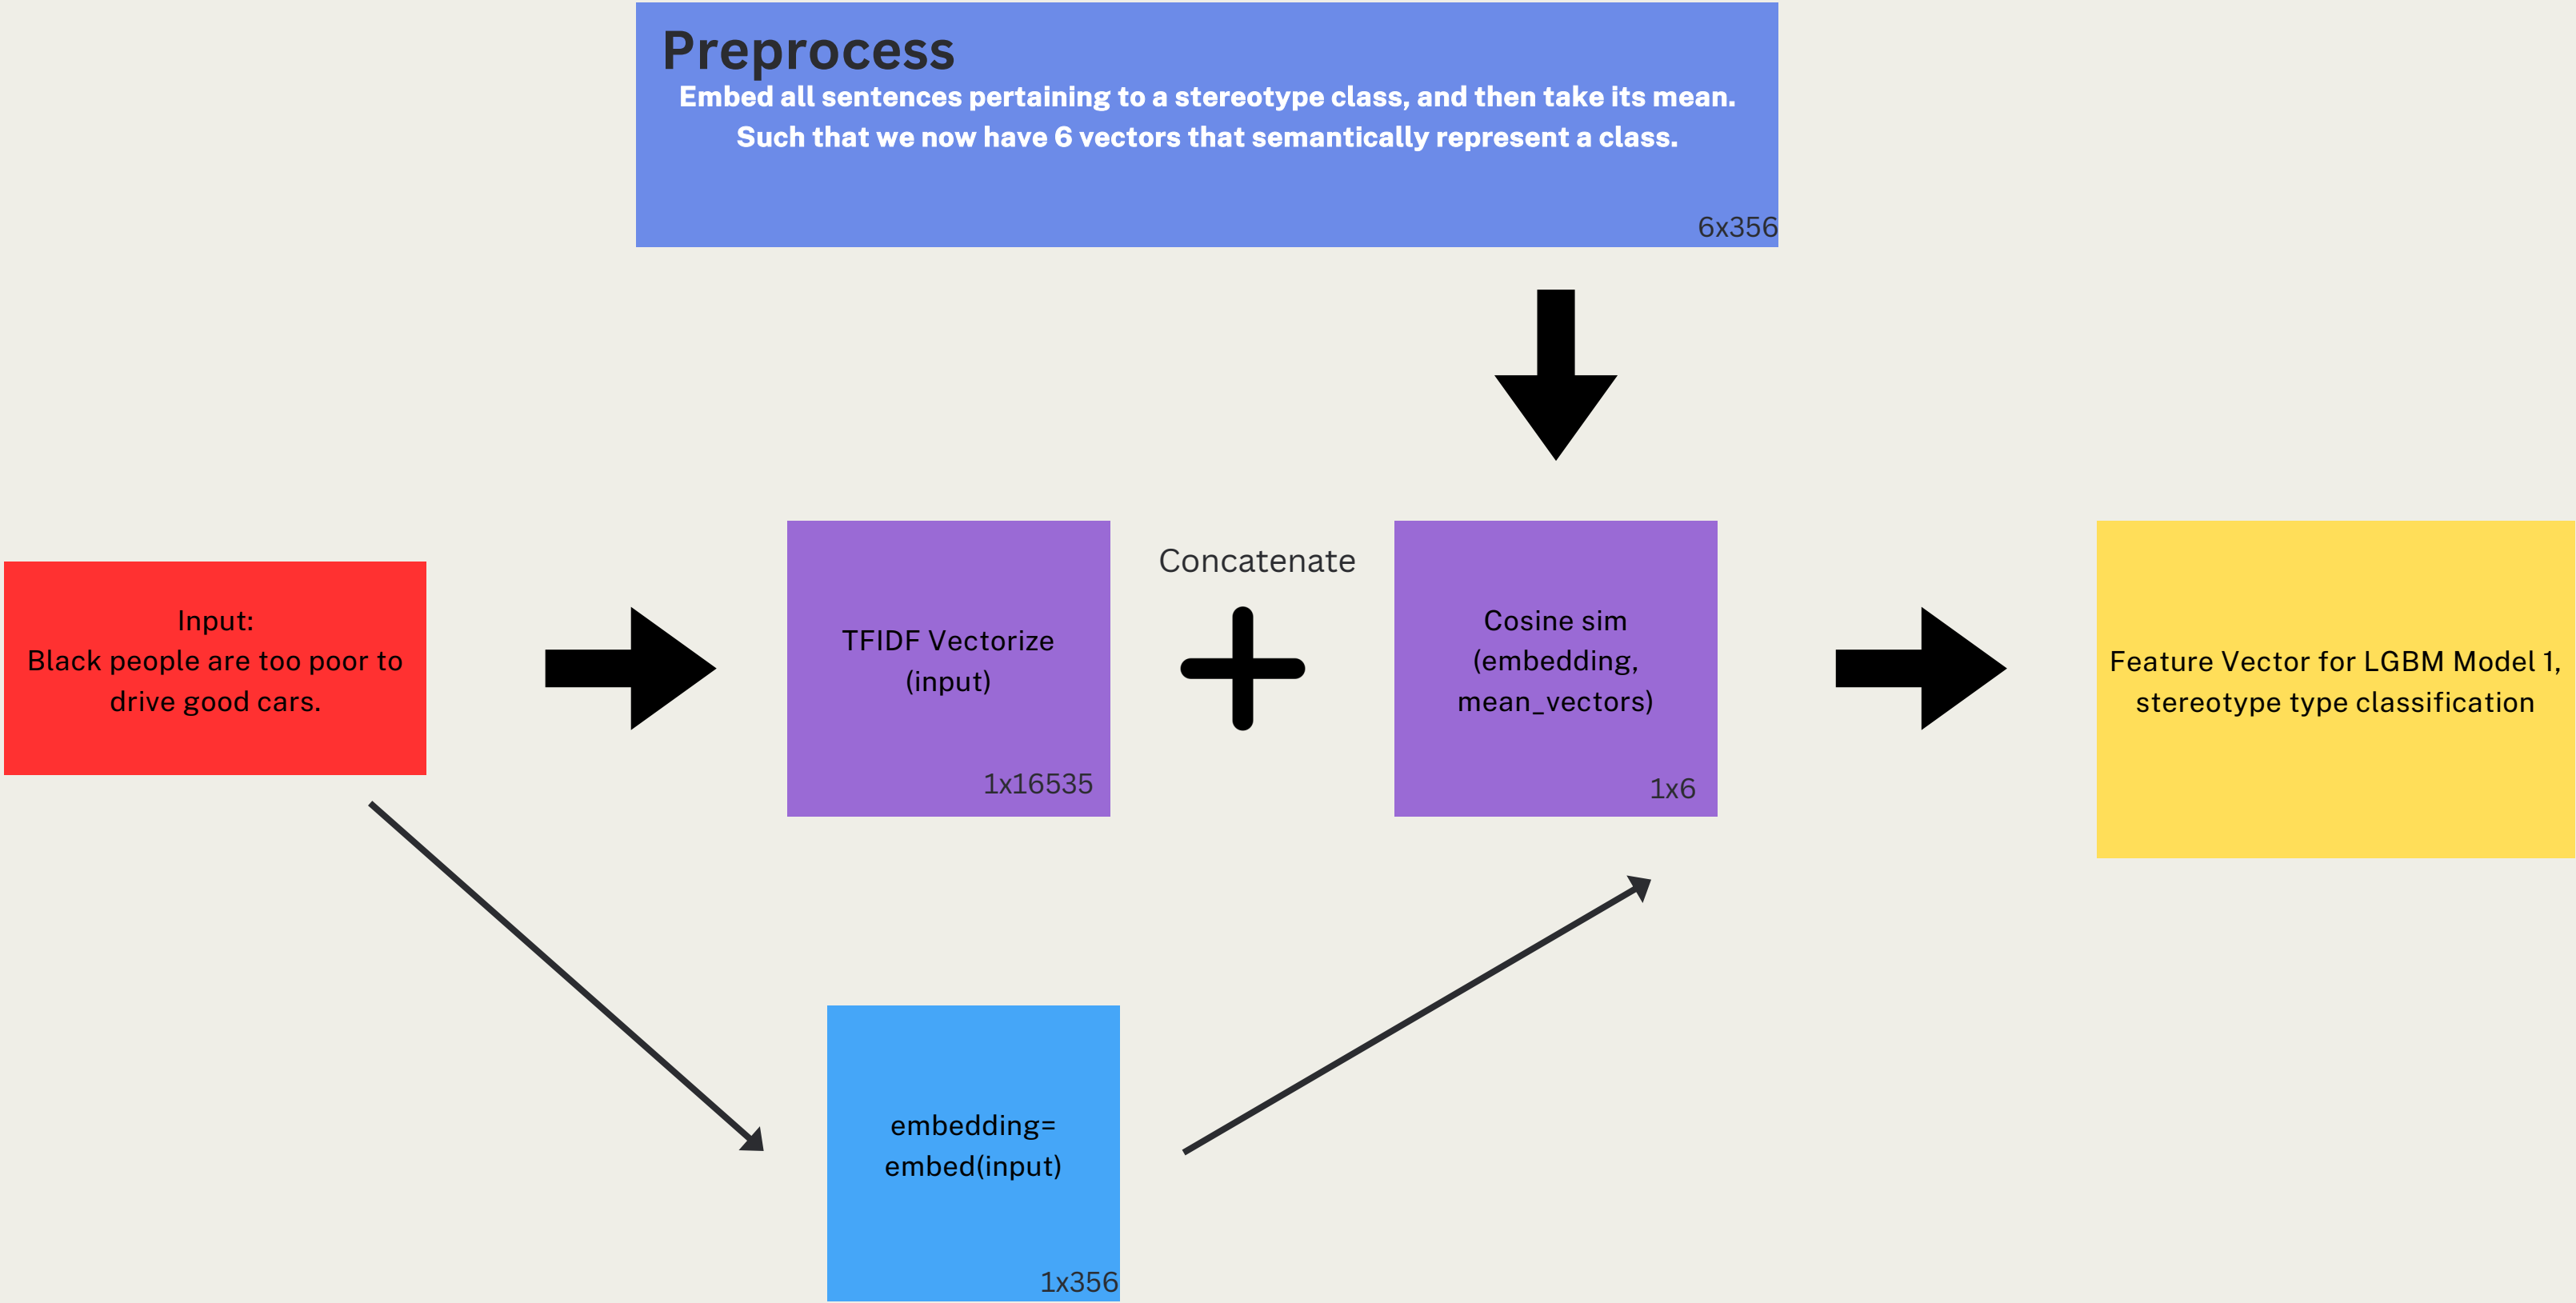 Preprocess
Embed all sentences pertaining to a stereotype class, and then take its mean.
Such that we now have 6 vectors that semantically represent a class.
6x356
Input:
Black people are too poor to
drive good cars.
TFIDF Vectorize
(input)
1x16535
Concatenate
Cosine sim
(embedding,
mean_vectors)
1x6
Feature Vector for LGBM Model 1,
stereotype type classification
embedding=
embed(input)
1x356